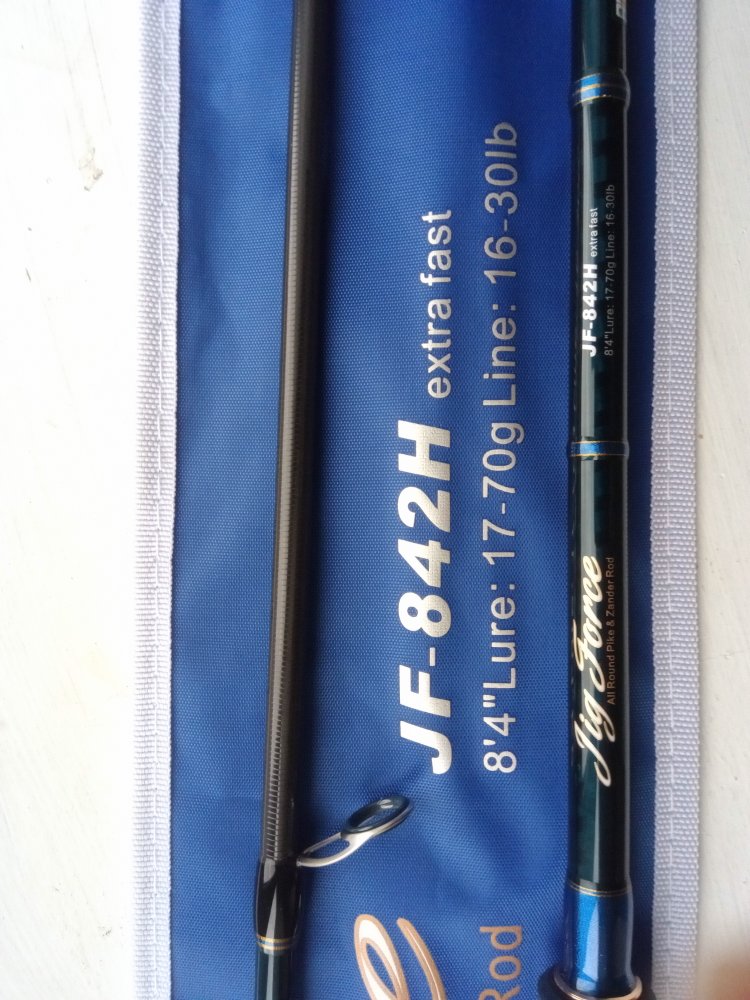 JF-842H extra fast
8'4"Lure: 17-70g Line: 16-30lb
Rod
JF-842H extra fast
8'4"Lure: 17-70g Line: 16-30lb
Jig Force
All Round Pike & Zander Rod